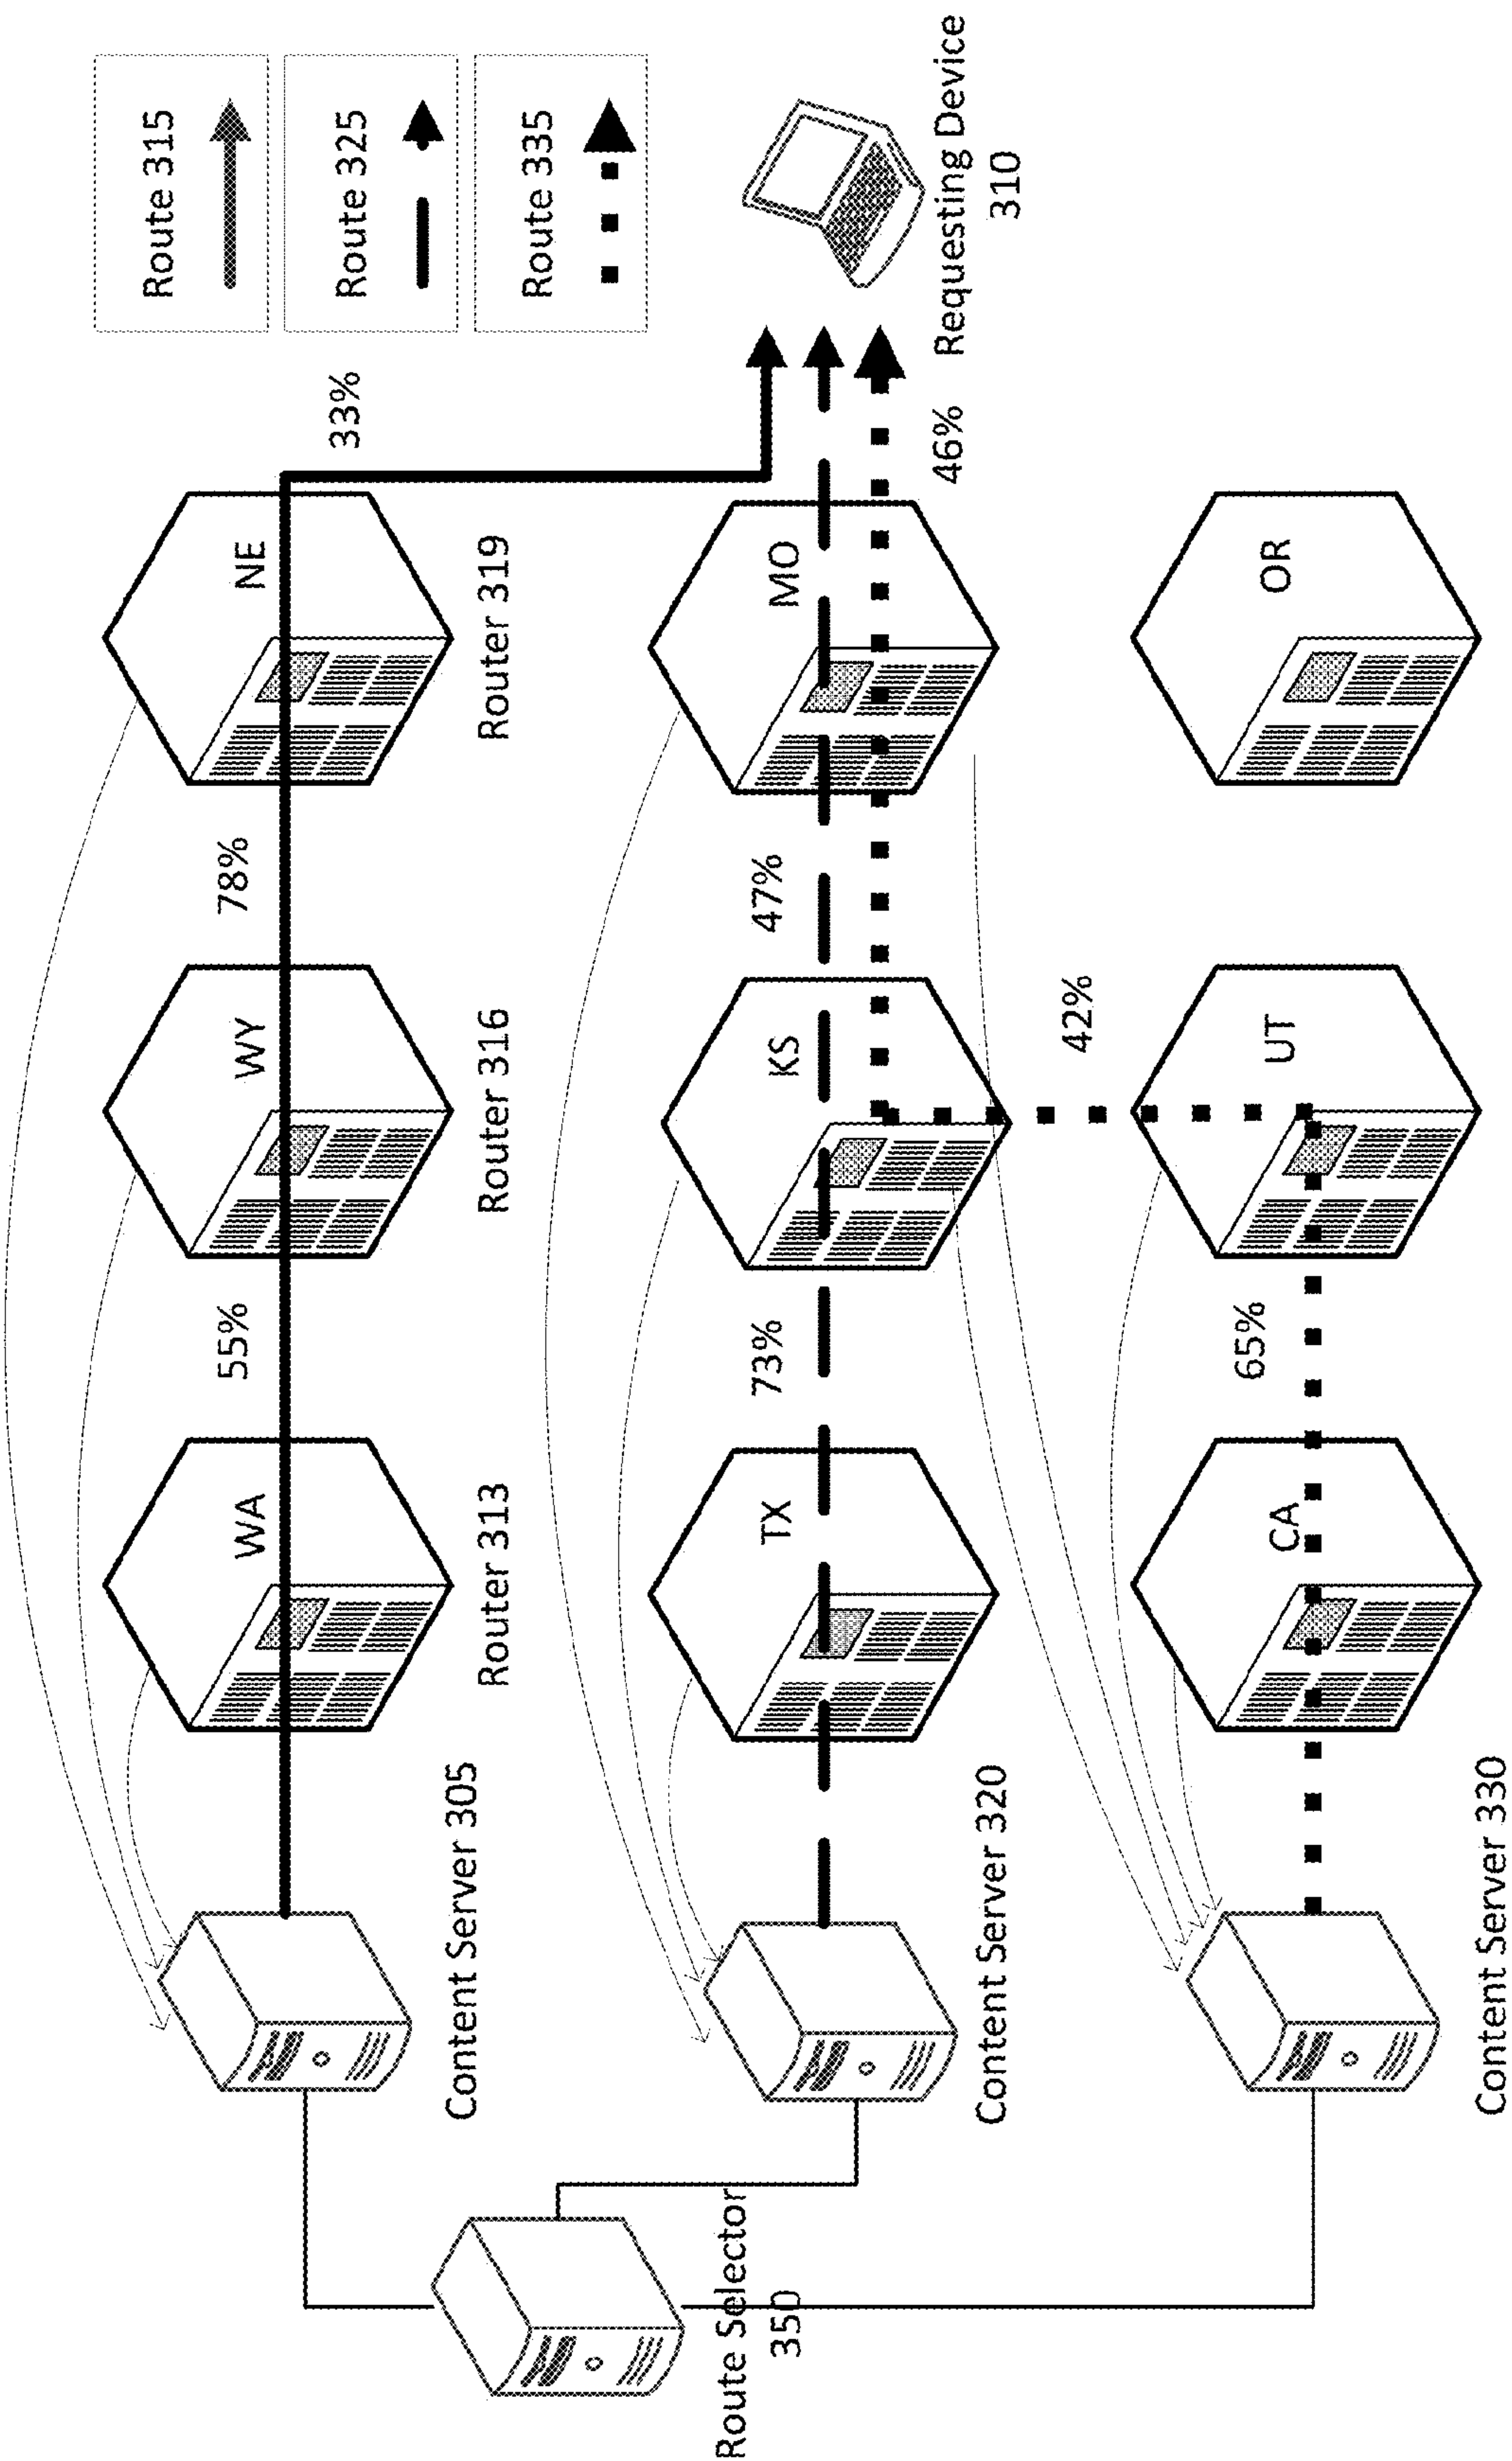 Route 315
Route 325
Route 335
33%
NE
Router 319
78%
WY
Router 316
55%
WA
Router 313
Content Server 305
Requesting Device
310
46%
MO
47%
KS
73%
TX
Content Server 320
42%
OR
UT
65%
CA
Content Server 330
Route Selector
350